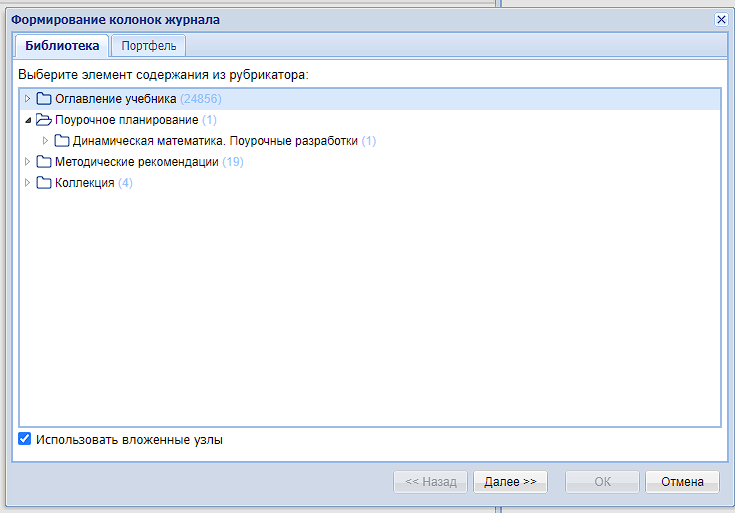 Формирование колонок журнала
Библиотека Портфель
Выберите элемент содержания из рубрикатора:
Оглавление учебника (24856)
Поурочное планирование (1)
Динамическая математика. Поурочные разработки (1)
Методические рекомендации (19)
Коллекция (4)
Использовать вложенные узлы
<< Назад Далее >> ОК Отмена